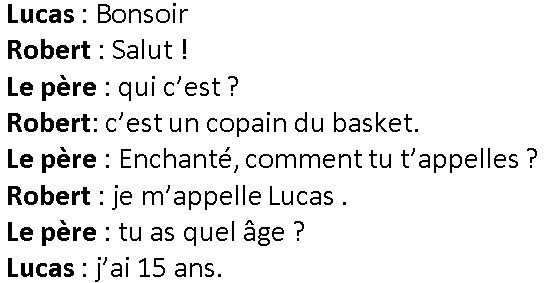 Lucas : Bonsoir
Robert : Salut !
Le père : qui c’est ?
Robert: c’est un copain du basket.
Le père : Enchanté, comment tu t’appelles ?
Robert : je m’appelle Lucas .
Le père : tu as quel âge ?
Lucas : j’ai 15 ans.